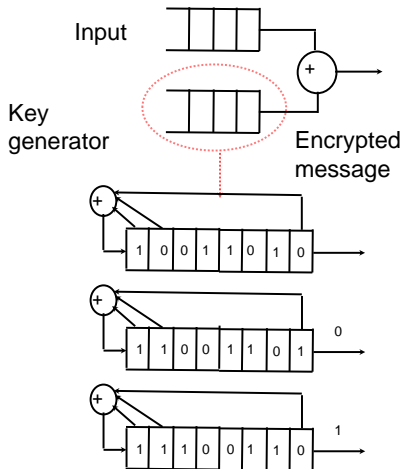 Input
+
Key
generator
Encrypted
message
+
1 0 0 1 1 0 1 0
+
1 1 0 0 1 1 0 1
0
+
1 1 1 0 0 1 1 0
1